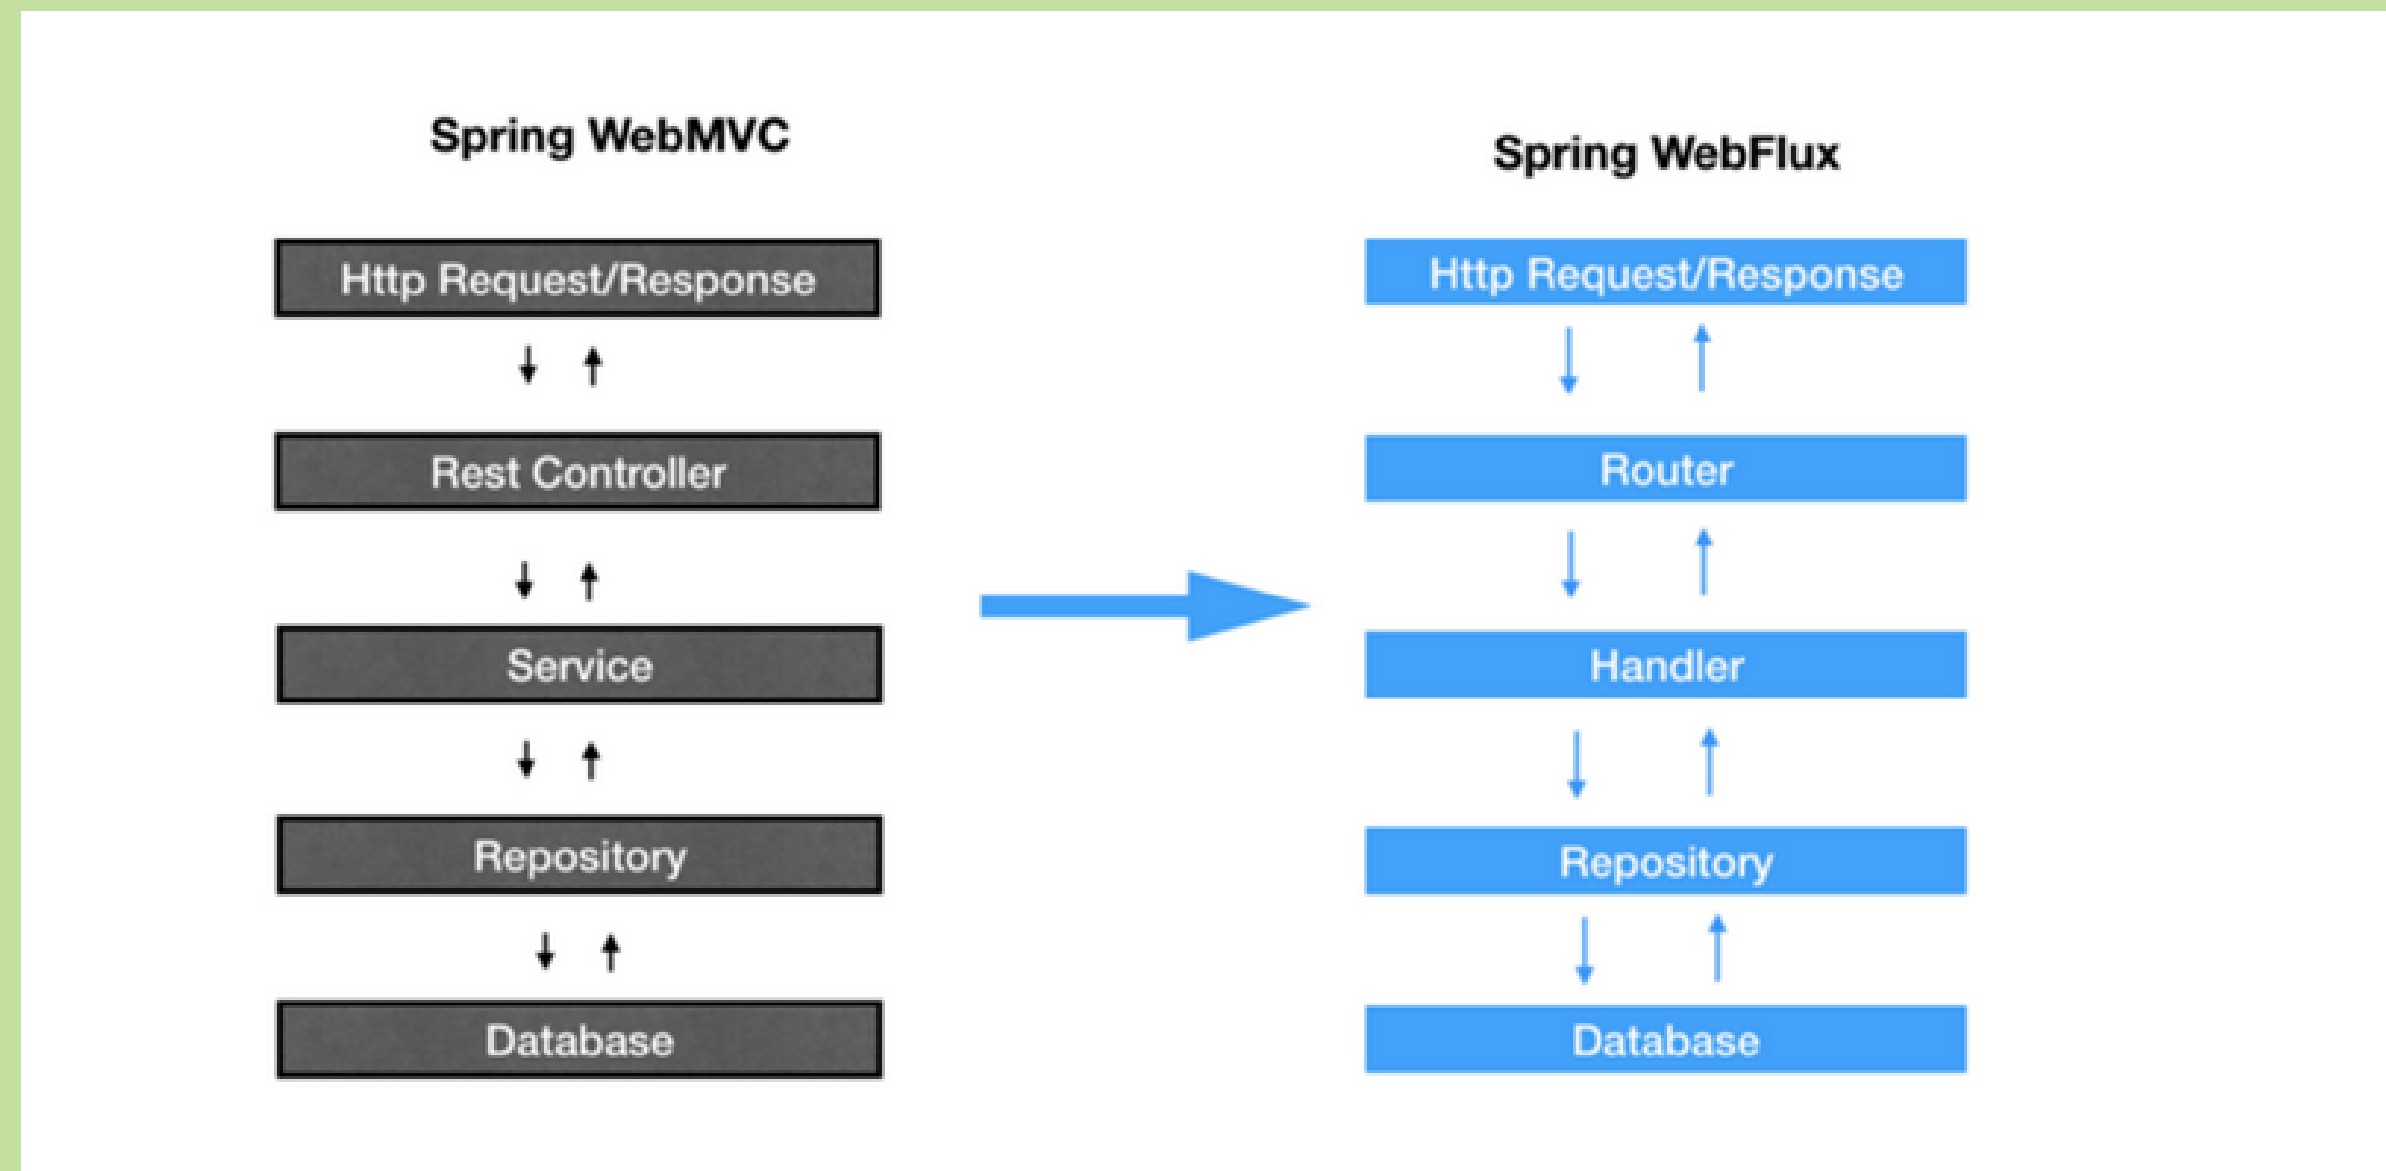 Spring WebMVC
Http Request/Response
Rest Controller
Service
Repository
Database
Spring WebFlux
Http Request/Response
Router
Handler
Repository
Database